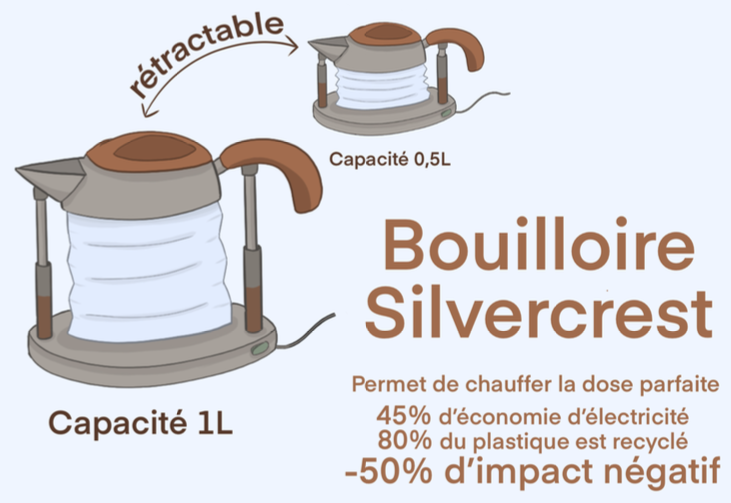 rétractable
Capacité 0,5L
Bouilloire
Silvercrest
Permet de chauffer la dose parfaite
45% d'économie d'électricité
80% du plastique est recyclé
-50% d'impact négatif
Capacité 1L